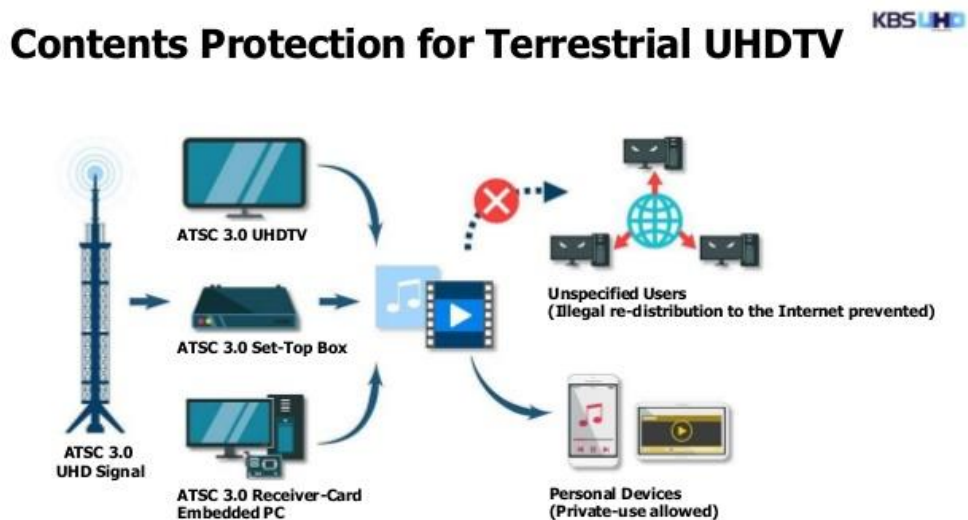 KBS UHD
Contents Protection for Terrestrial UHDTV
ATSC 3.0 UHDTV
ATSC 3.0 Set-Top Box
ATSC 3.0
UHD Signal
ATSC 3.0 Receiver-Card
Embedded PC
Unspecified Users
(Illegal re-distribution to the Internet prevented)
Personal Devices
(Private-use allowed)